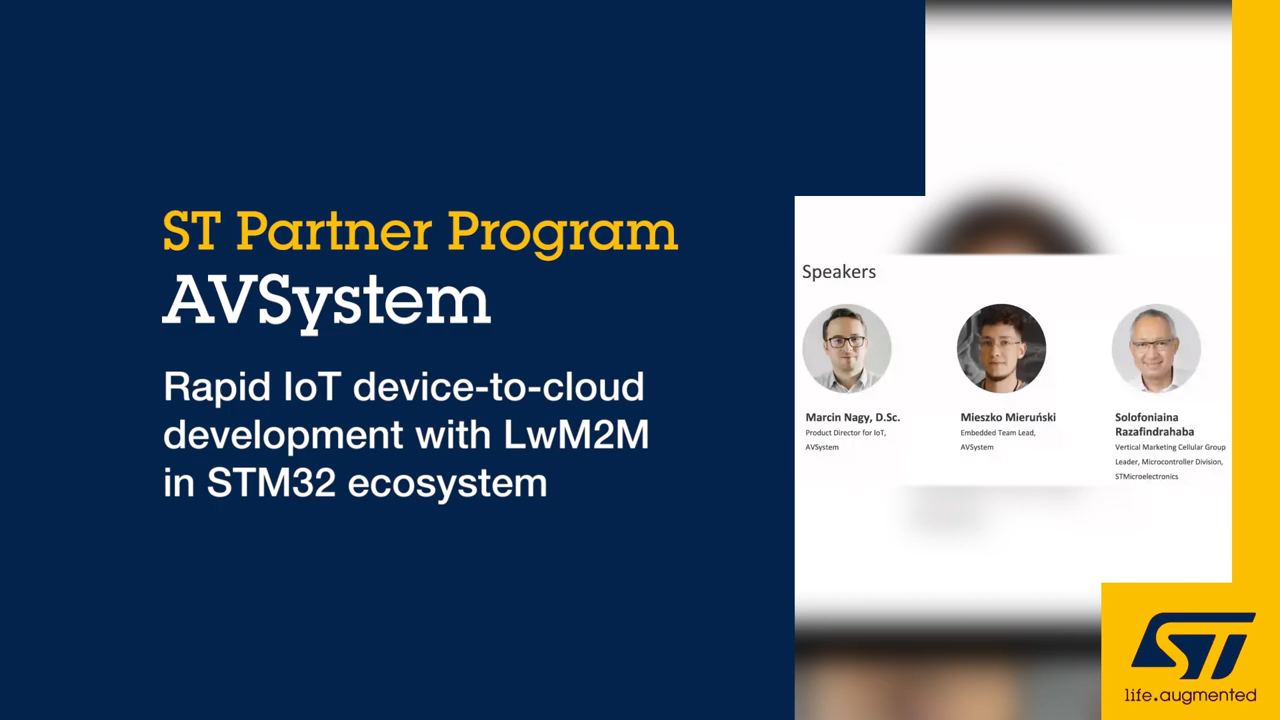 ST Partner Program
AVSystem
Rapid IoT device-to-cloud
development with LwM2M
in STM32 ecosystem
Speakers
Marcin Nagy, D.Sc.
Product Director for IoT,
AVSystem
Mieszko Mieruński
Embedded Team Lead,
AVSystem
Solofoniaina
Razafindrahaba
Vertical Marketing Cellular Group
Leader, Microcontroller Division,
STMicroelectronics
ST
life.augmented